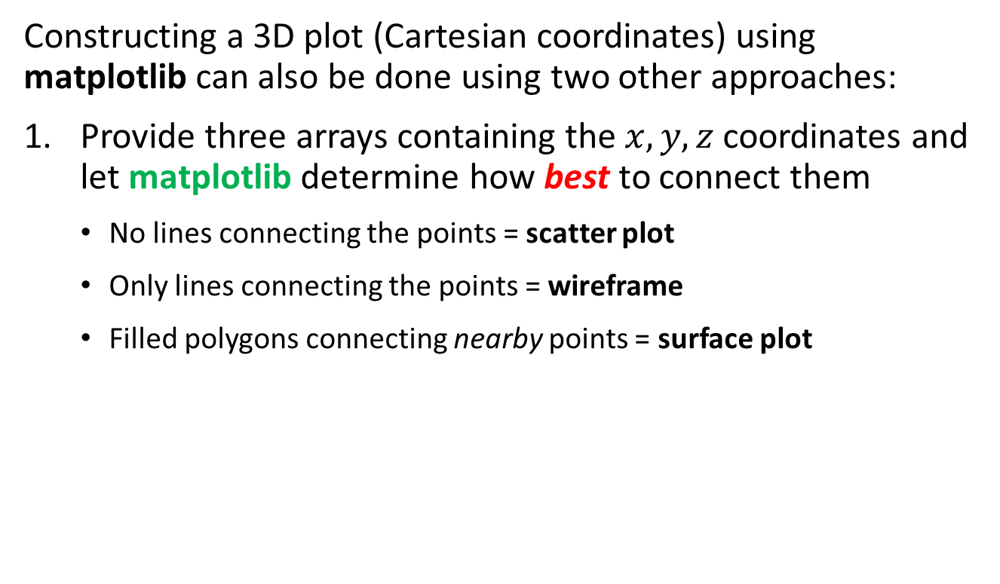 Constructing a 3D plot (Cartesian coordinates) using
matplotlib can also be done using two other approaches:
1. Provide three arrays containing the x, y, z coordinates and
let matplotlib determine how best to connect them
• No lines connecting the points = scatter plot
• Only lines connecting the points = wireframe
• Filled polygons connecting nearby points = surface plot